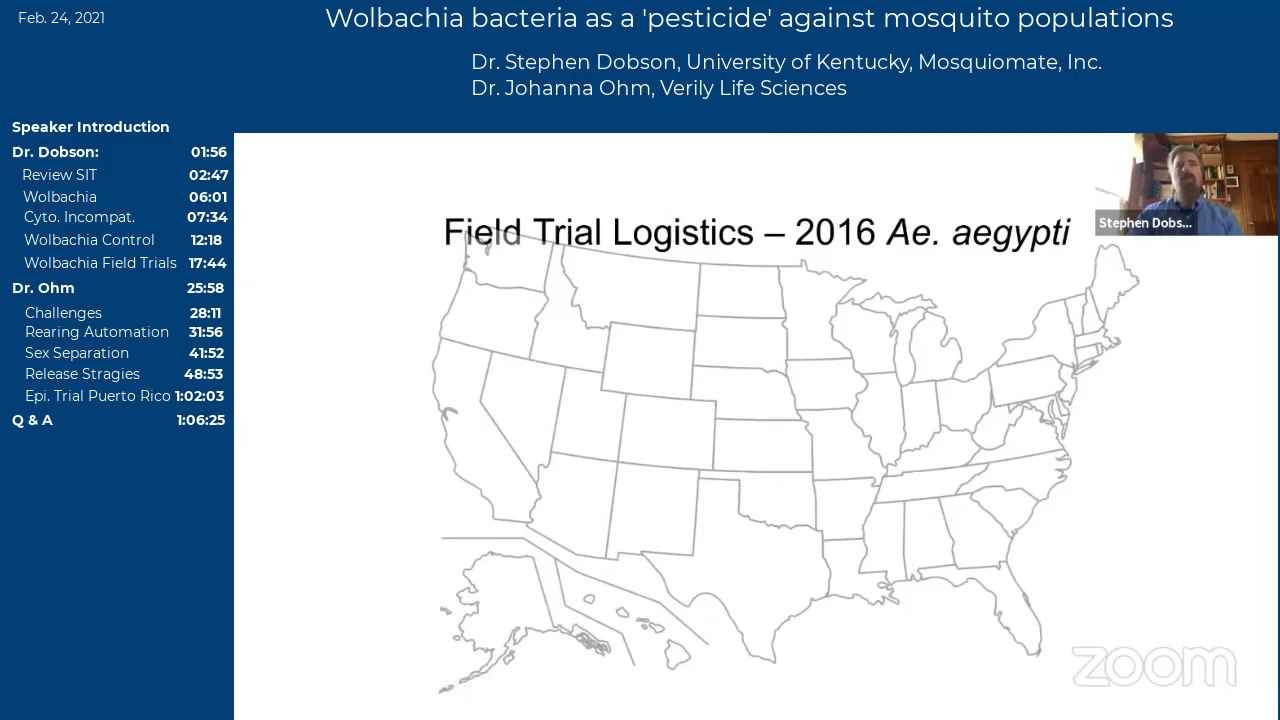 Feb. 24, 2021
Wolbachia bacteria as a 'pesticide' against mosquito populations
Dr. Stephen Dobson, University of Kentucky, Mosquiomate, Inc.
Dr. Johanna Ohm, Verily Life Sciences
Speaker Introduction
Dr. Dobson: 01:56
Review SIT 02:47
Wolbachia 06:01
Cyto. Incompat. 07:34
Wolbachia Control 12:18
Wolbachia Field Trials 17:44
Dr. Ohm 25:58
Challenges 28:11
Rearing Automation 31:56
Sex Separation 41:52
Release Stragies 48:53
Epi. Trial Puerto Rico 1:02:03
Q & A 1:06:25
Field Trial Logistics – 2016 Ae. aegypti
Stephen Dobs...
zoom